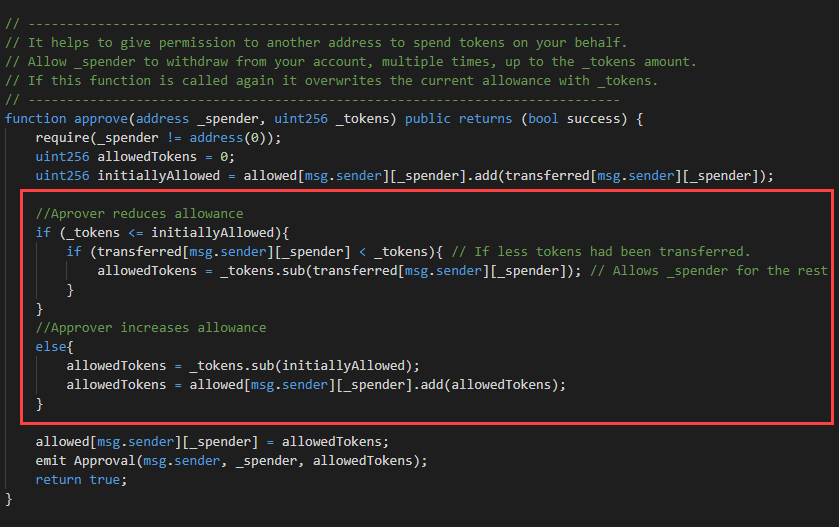 // -----------------------------------------------------------------------------
// It helps to give permission to another address to spend tokens on your behalf.
// Allow _spender to withdraw from your account, multiple times, up to the _tokens amount.
// If this function is called again it overwrites the current allowance with _tokens.
// -----------------------------------------------------------------------------
function approve(address _spender, uint256 _tokens) public returns (bool success) {
    require(_spender != address(0));
    uint256 allowedTokens = 0;
    uint256 initiallyAllowed = allowed[msg.sender][_spender].add(transferred[msg.sender][_spender]);
    //Aprover reduces allowance
    if (_tokens <= initiallyAllowed){
        if (transferred[msg.sender][_spender] < _tokens){ // If less tokens had been transferred.
            allowedTokens = _tokens.sub(transferred[msg.sender][_spender]); // Allows _spender for the rest
        }
    }
    //Approver increases allowance
    else{
        allowedTokens = _tokens.sub(initiallyAllowed);
        allowedTokens = allowed[msg.sender][_spender].add(allowedTokens);
    }
    allowed[msg.sender][_spender] = allowedTokens;
    emit Approval(msg.sender, _spender, allowedTokens);
    return true;
}